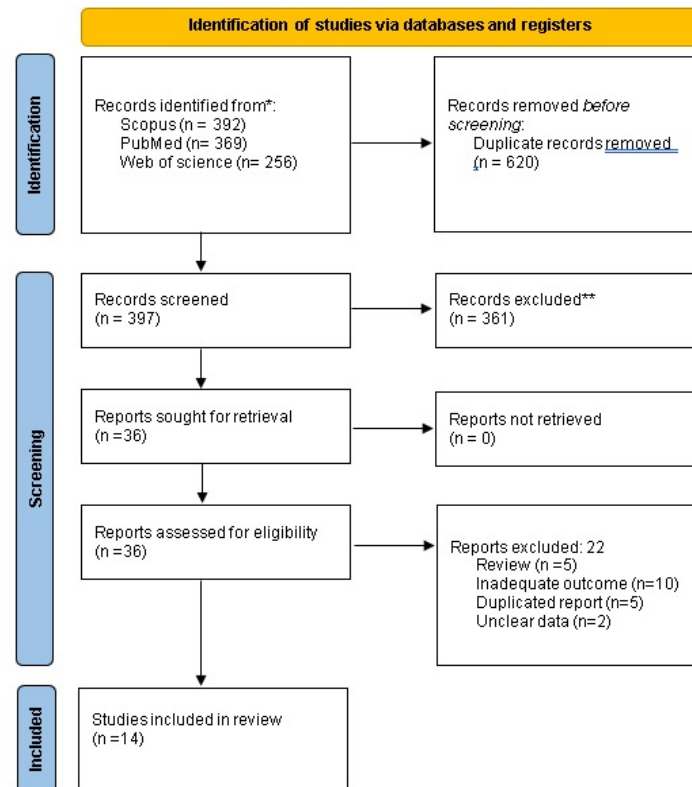 Identification of studies via databases and registers
Identification
Records identified from*:
Scopus (n = 392)
PubMed (n= 369)
Web of science (n= 256)
Records removed before
screening:
Duplicate records removed
(n = 620)
Screening
Records screened
(n = 397)
Records excluded**
(n = 361)
Reports sought for retrieval
(n =36)
Reports not retrieved
(n = 0)
Reports assessed for eligibility
(n =36)
Reports excluded: 22
Review (n =5)
Inadequate outcome (n=10)
Duplicated report (n=5)
Unclear data (n=2)
Included
Studies included in review
(n =14)